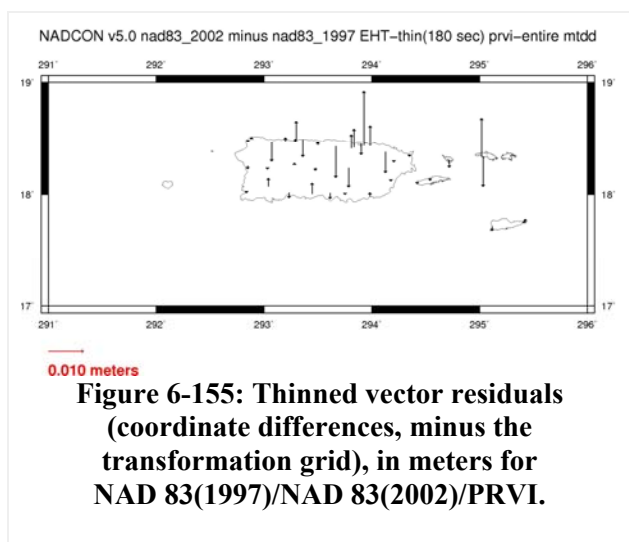 NADCON v5.0 nad83_2002 minus nad83_1997 EHT−thin(180 sec) prvi−entire mtdd
291˚ 292˚ 293˚ 294˚ 295˚ 296˚
19˚ 19˚
18˚ 18˚
17˚ 17˚
291˚ 292˚ 293˚ 294˚ 295˚ 296˚
0.010 meters
Figure 6-155: Thinned vector residuals
(coordinate differences, minus the
transformation grid), in meters for
NAD 83(1997)/NAD 83(2002)/PRVI.